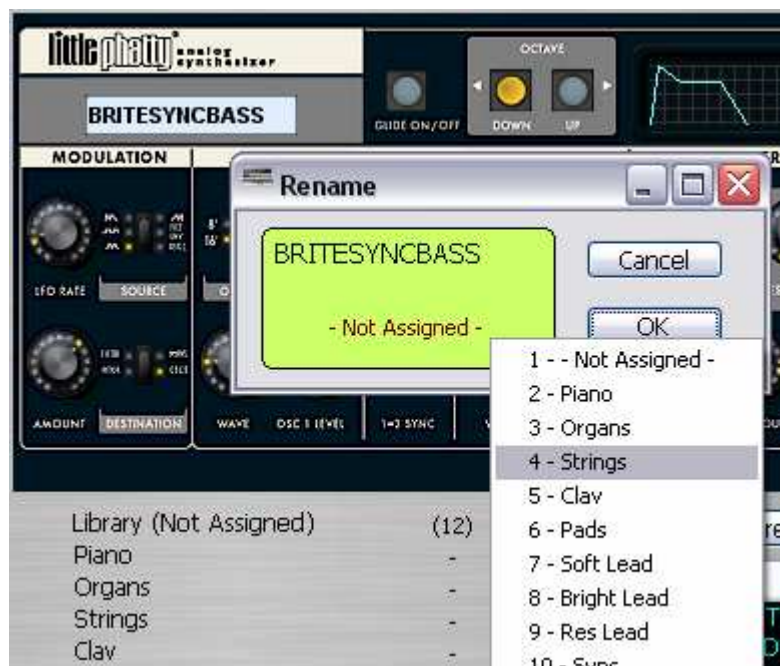 little phatty analog synthesizer
BRITESYNCBASS
GLIDE ON/OFF
OCTAVE
DOWN UP
MODULATION
LFO RATE SOURCE
AMOUNT DESTINATION
WAVE OSC 1 LEVEL 1-2 SYNC
Rename
BRITESYNCBASS
- Not Assigned -
Cancel
OK
1 - - Not Assigned -
2 - Piano
3 - Organs
4 - Strings
5 - Clav
6 - Pads
7 - Soft Lead
8 - Bright Lead
9 - Res Lead
10 - Sync
Library (Not Assigned) (12)
Piano -
Organs -
Strings -
Clav -